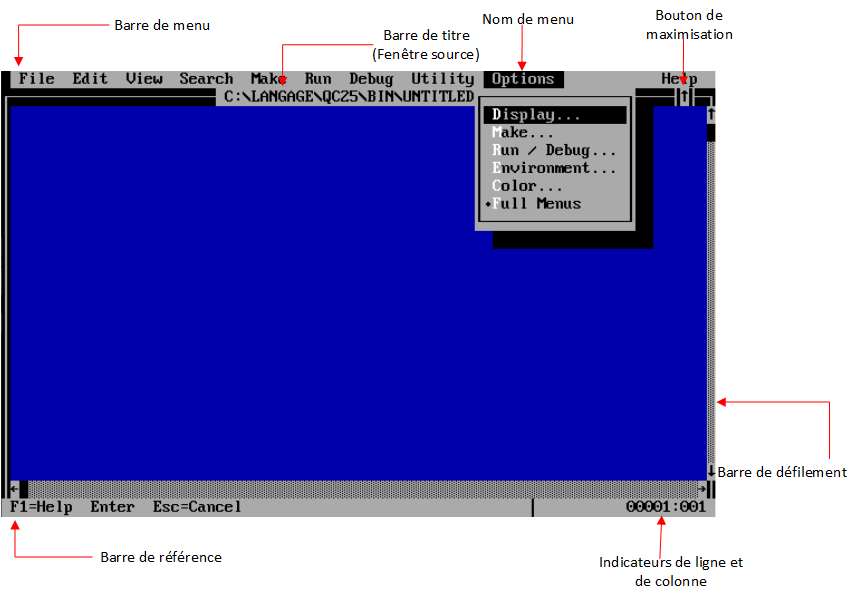 Barre de menu
Barre de titre
(Fenêtre source)
Nom de menu
Bouton de
maximisation
File Edit View Search Make Run Debug Utility Options Help
C:\LANGAGE\QC25\BIN\UNTITLED
Display...
Make...
Run / Debug...
Environment...
Color...
•Full Menus
Barre de défilement
F1=Help Enter Esc=Cancel 00001:001
Barre de référence
Indicateurs de ligne et
de colonne